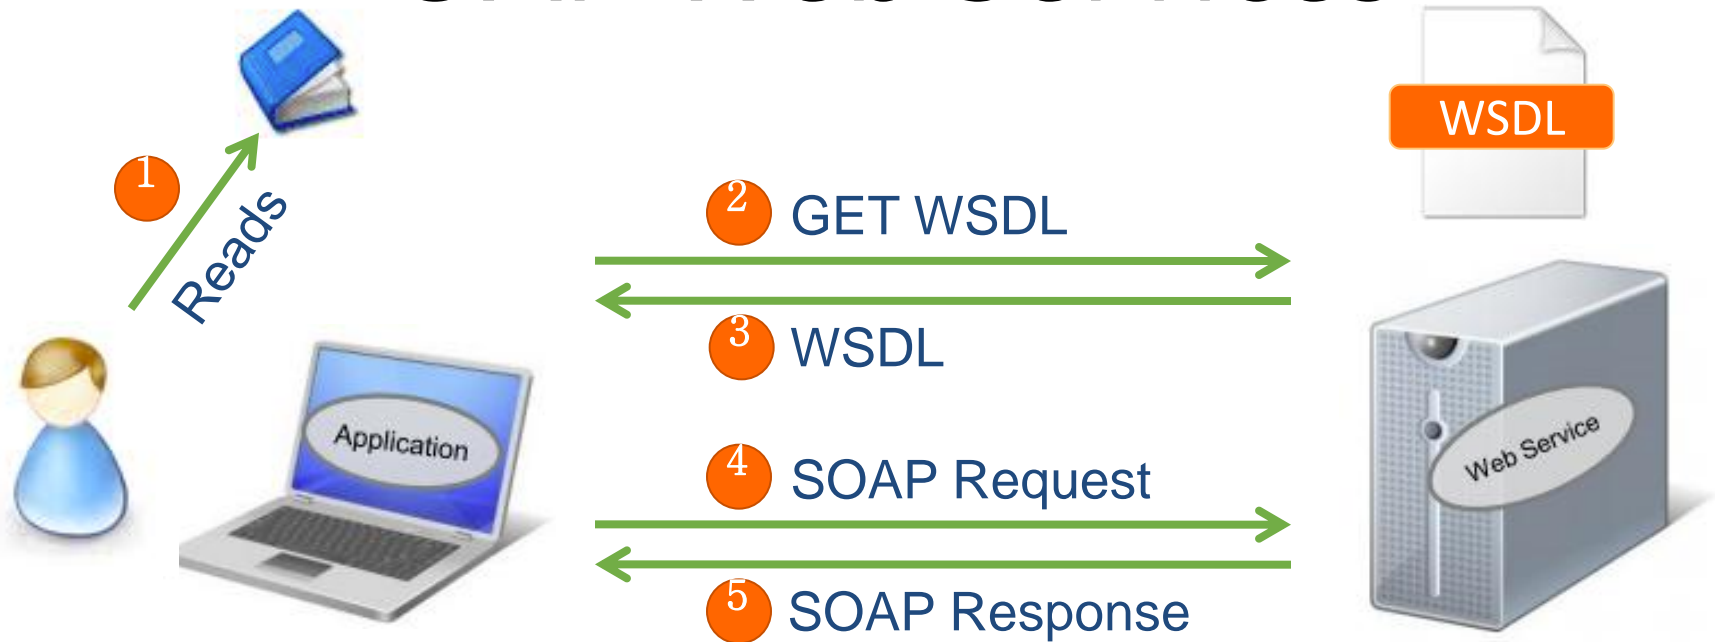 WSDL
1
Reads
2 GET WSDL
3 WSDL
Application
4 SOAP Request
Web Service
5 SOAP Response